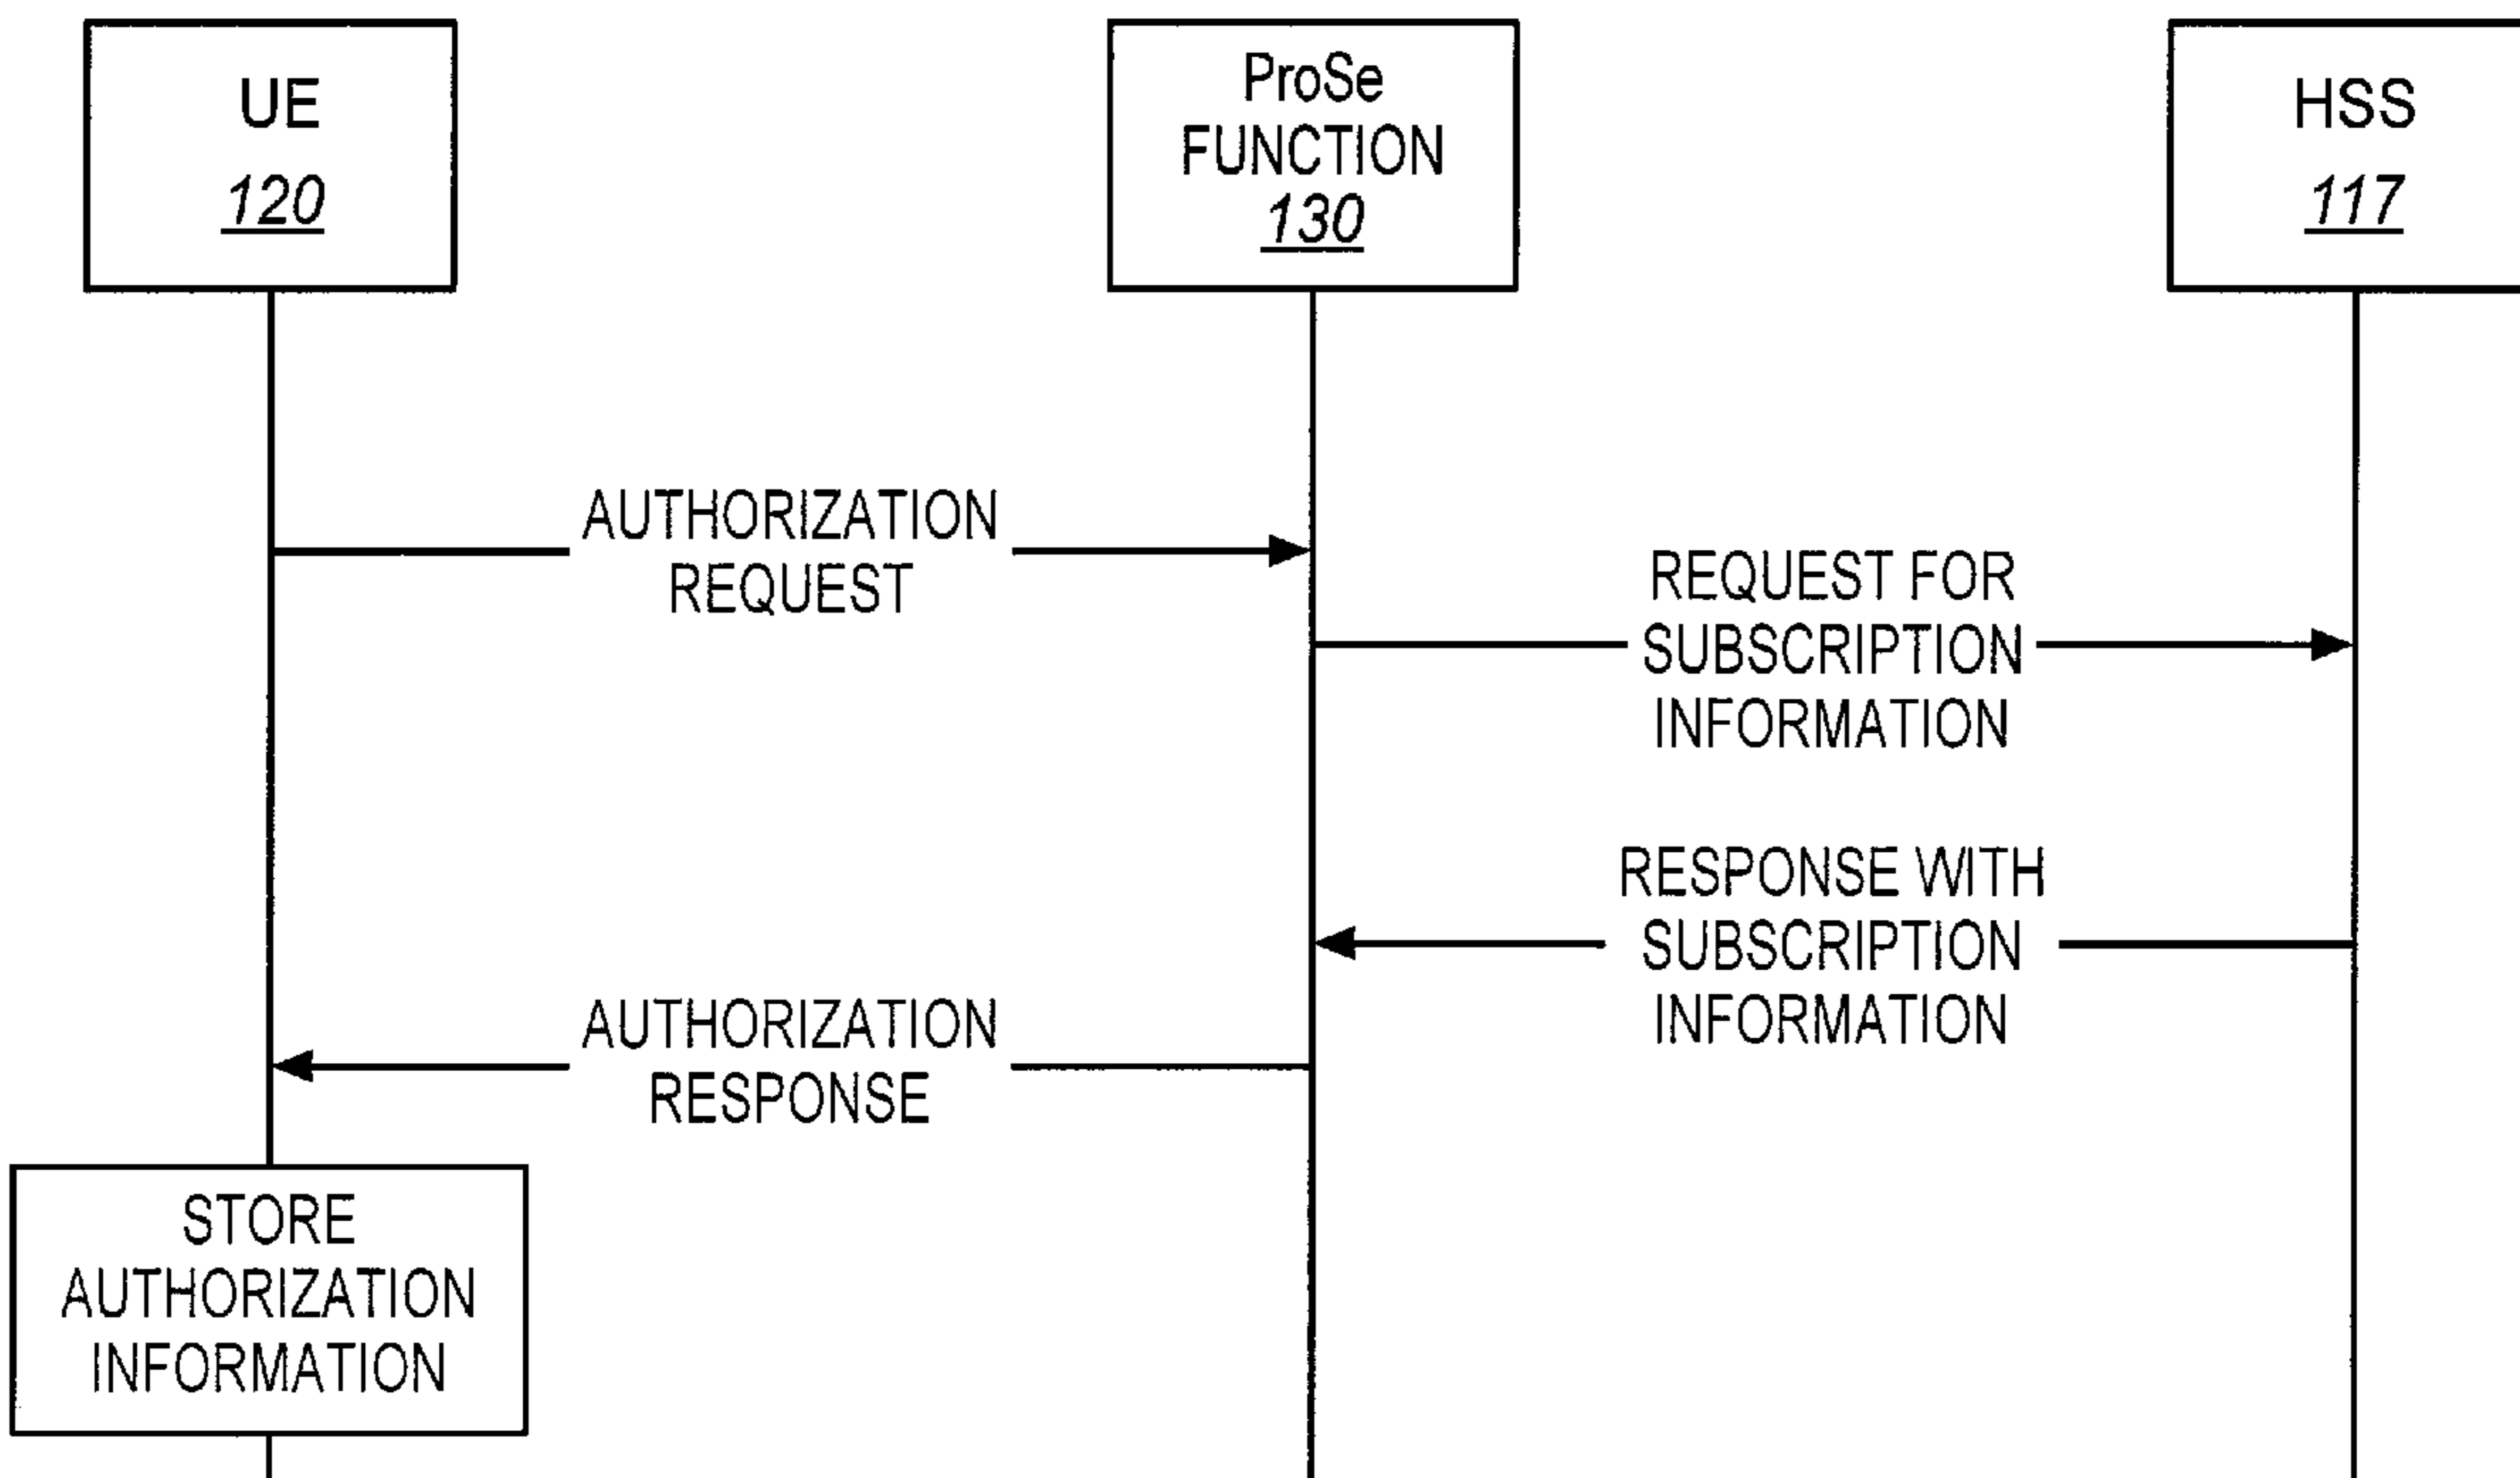 UE
120
ProSe
FUNCTION
130
HSS
117
AUTHORIZATION
REQUEST
REQUEST FOR
SUBSCRIPTION
INFORMATION
RESPONSE WITH
SUBSCRIPTION
INFORMATION
AUTHORIZATION
RESPONSE
STORE
AUTHORIZATION
INFORMATION